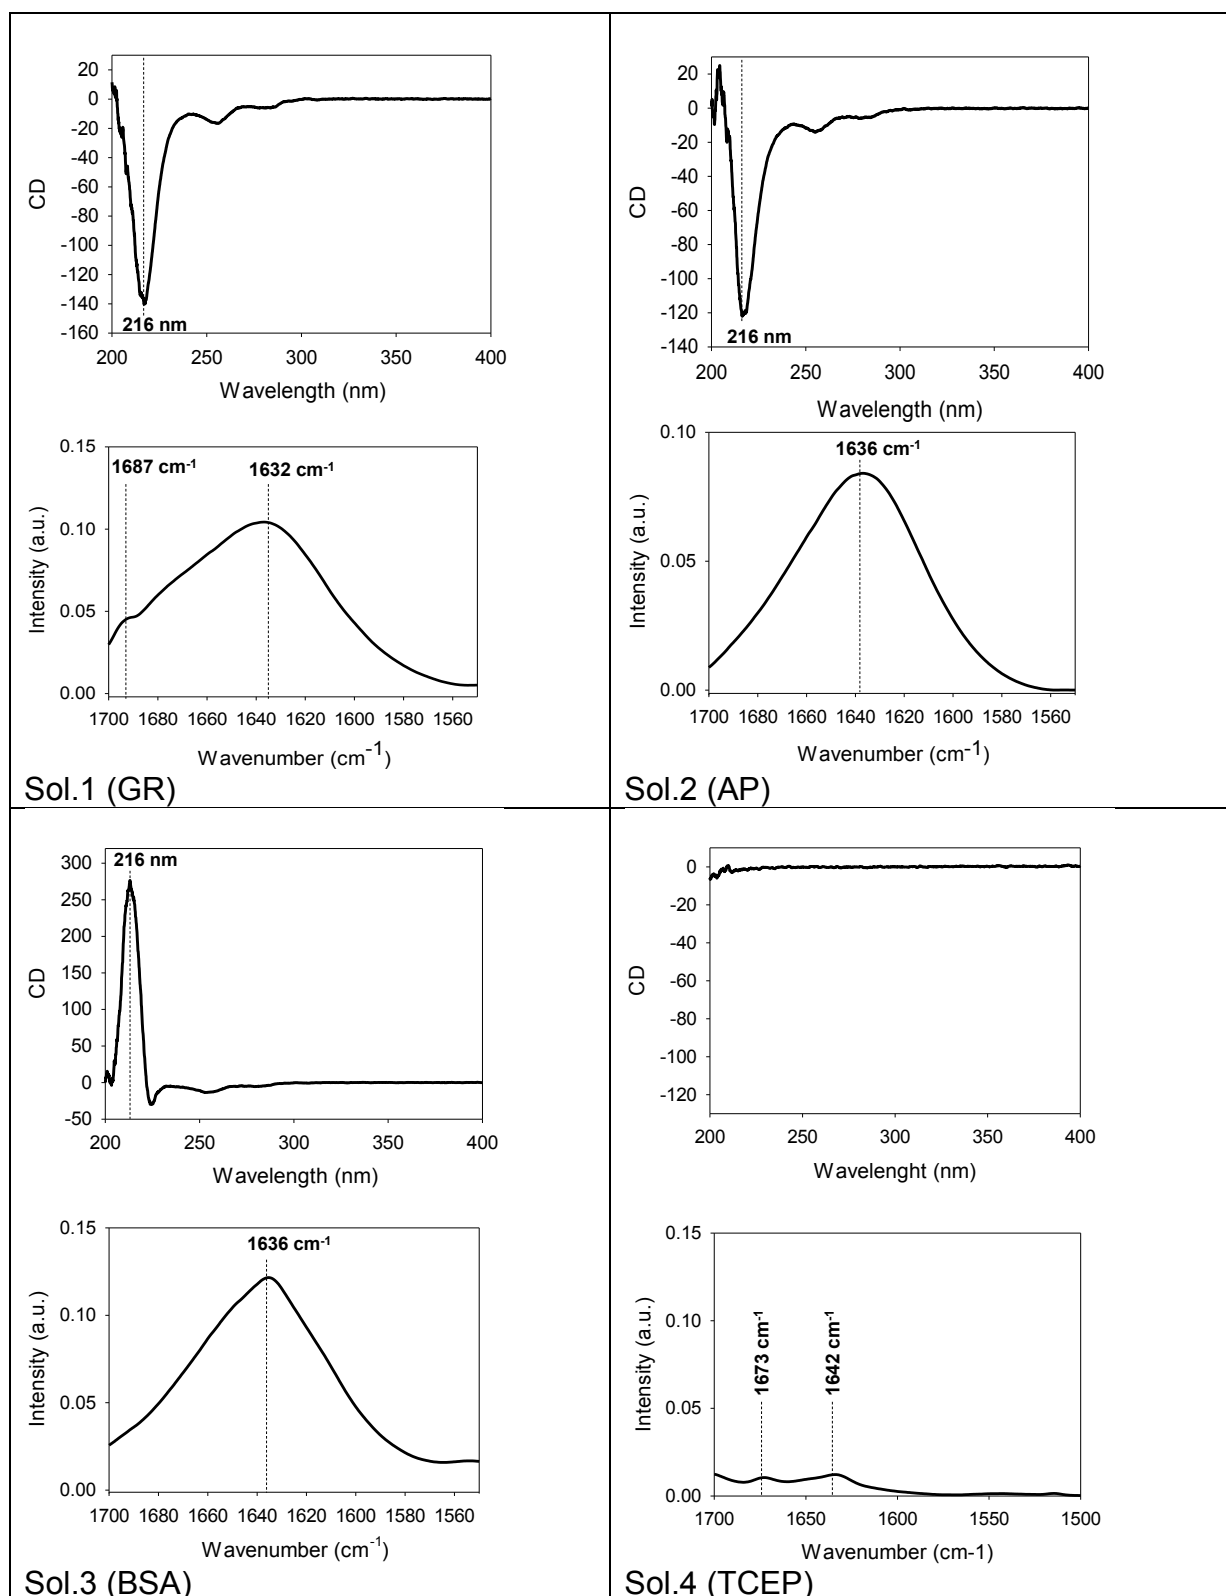 20
0
-20
-40
-60
-80
-100
-120
-140
-160
CD
216 nm
200 250 300 350 400
Wavelength (nm)
0.15
0.10
0.05
0.00
Intensity (a.u.)
1687 cm-1 1632 cm-1
1700 1680 1660 1640 1620 1600 1580 1560
Wavenumber (cm-1)
Sol.1 (GR)
20
0
-20
-40
-60
-80
-100
-120
-140
CD
216 nm
200 250 300 350 400
Wavelength (nm)
0.10
0.05
0.00
Intensity (a.u.)
1636 cm-1
1700 1680 1660 1640 1620 1600 1580 1560
Wavenumber (cm-1)
Sol.2 (AP)
300
250
200
150
100
50
0
-50
CD
216 nm
200 250 300 350 400
Wavelength (nm)
0.15
0.10
0.05
0.00
Intensity (a.u.)
1636 cm-1
1700 1680 1660 1640 1620 1600 1580 1560
Wavenumber (cm-1)
Sol.3 (BSA)
0
-20
-40
-60
-80
-100
-120
CD
200 250 300 350 400
Wavelenght (nm)
0.15
0.10
0.05
0.00
Intensity (a.u.)
1673 cm-1
1642 cm-1
1700 1650 1600 1550 1500
Wavenumber (cm-1)
Sol.4 (TCEP)